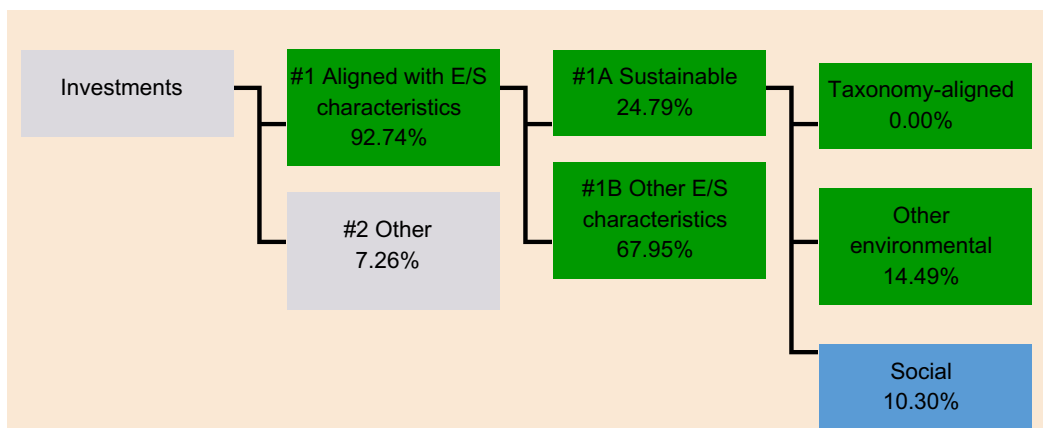 Investments
#1 Aligned with E/S
characteristics
92.74%
#2 Other
7.26%
#1A Sustainable
24.79%
#1B Other E/S
characteristics
67.95%
Taxonomy-aligned
0.00%
Other
environmental
14.49%
Social
10.30%